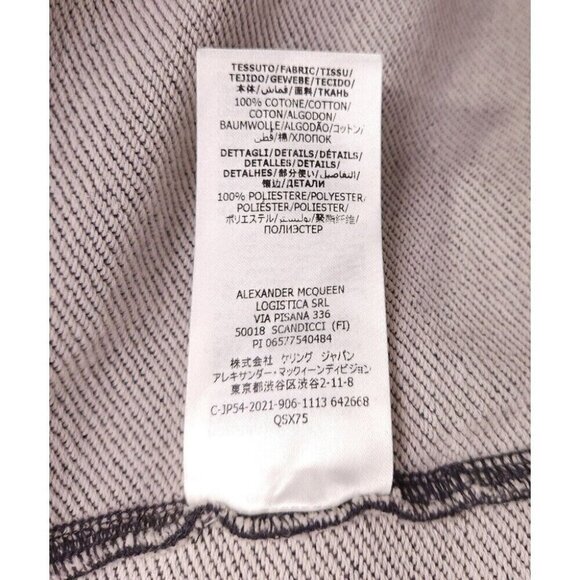 TESSUTO/FABRIC/TISSU/
TEJIDO/GEWEBE/TECIDO/
本体/قماش/面料/ТКАНЬ
100% COTONE/COTTON/
COTON/ALGODON/
BAUMWOLLE/ALGODÃO/コットン/
قطن/棉/ХЛОПОК
DETTAGLI/DETAILS/DÉTAILS/
DETALLES/DETAILS/
DETALHES/部分使い/التفاصيل/
镶边/ДЕТАЛИ
100% POLIESTERE/POLYESTER/
POLIÉSTER/POLYESTER/
ポリエステル/بوليستر/聚酯纤维/
ПОЛИЭСТЕР
ALEXANDER MCQUEEN
LOGISTICA SRL
VIA PISANA 336
50018 SCANDICCI (FI)
PI 06577540484
株式会社 ケリング ジャパン
アレキサンダー・マックイーンディビジョン
東京都渋谷区渋谷2-11-8
C-JP54-2021-906-1113 642668
QSX75